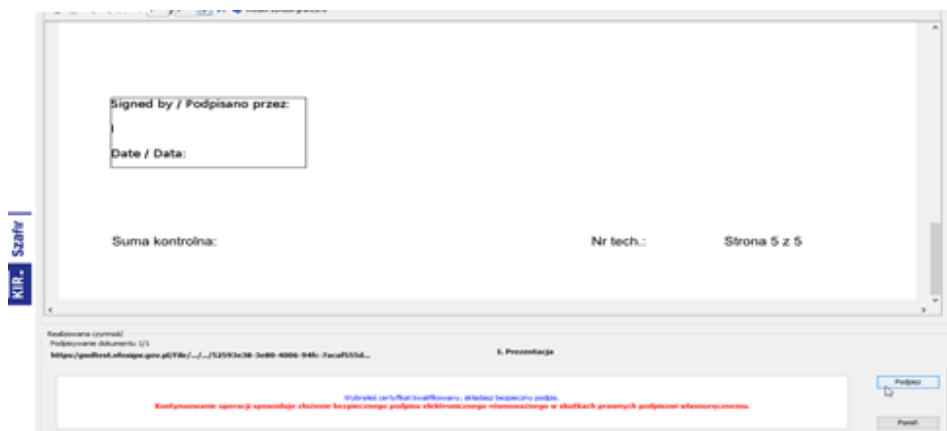 Signed by / Podpisano przez:
Date / Data:
Suma kontrolna:
Nr tech.:
Strona 5 z 5
KIR. Szafir
Realizowana czynność
Podpisywanie dokumentu 1/1
1. Prezentacja
Wybrałeś certyfikat kwalifikowany, składasz bezpieczny podpis.
Kontynuowanie operacji spowoduje złożenie bezpiecznego podpisu elektronicznego równoważnego w skutkach prawnych podpisowi własnoręcznemu.
Podpisz
Pomiń